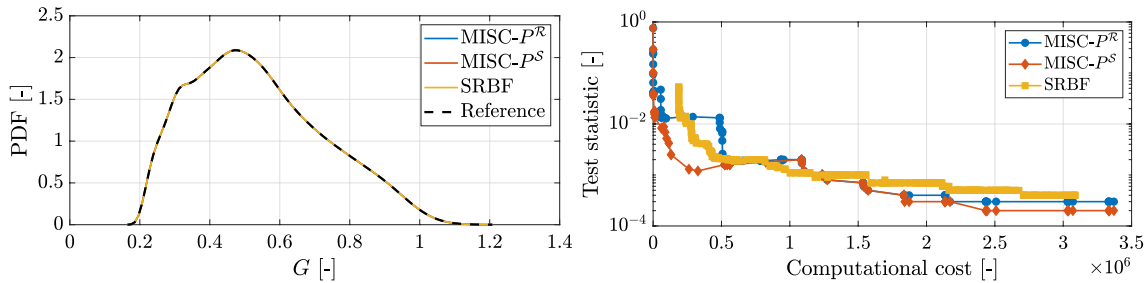 PDF [-]
2.5
2
1.5
1
0.5
0
0 0.2 0.4 0.6 0.8 1 1.2 1.4
G [-]
MISC-P^R
MISC-P^S
SRBF
Reference
Test statistic [-]
10^0
10^-2
10^-4
0 0.5 1 1.5 2 2.5 3 3.5
Computational cost [-]
×10^6
MISC-P^R
MISC-P^S
SRBF